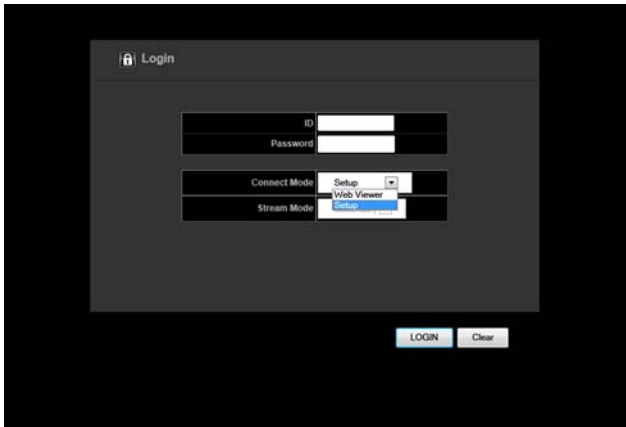 Login
ID
Password
Connect Mode Setup
Web Viewer
Setup
Stream Mode
LOGIN Clear